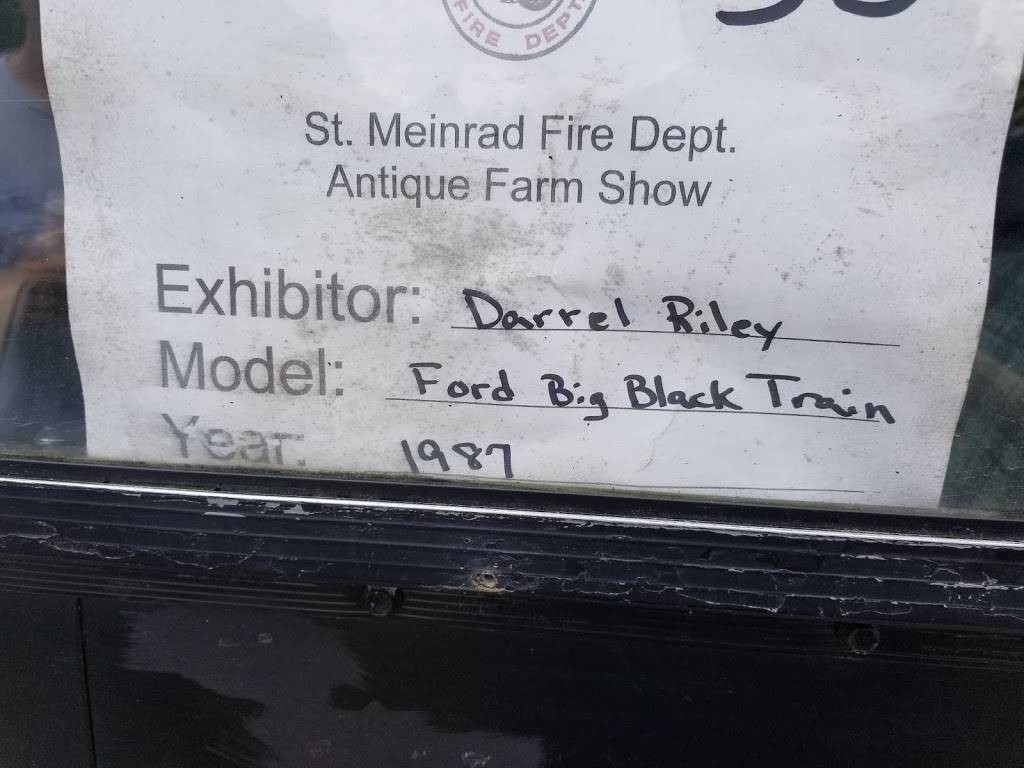 FIRE DEPT
St. Meinrad Fire Dept.
Antique Farm Show
Exhibitor: Darrel Riley
Model: Ford Big Black Train
Year: 1987